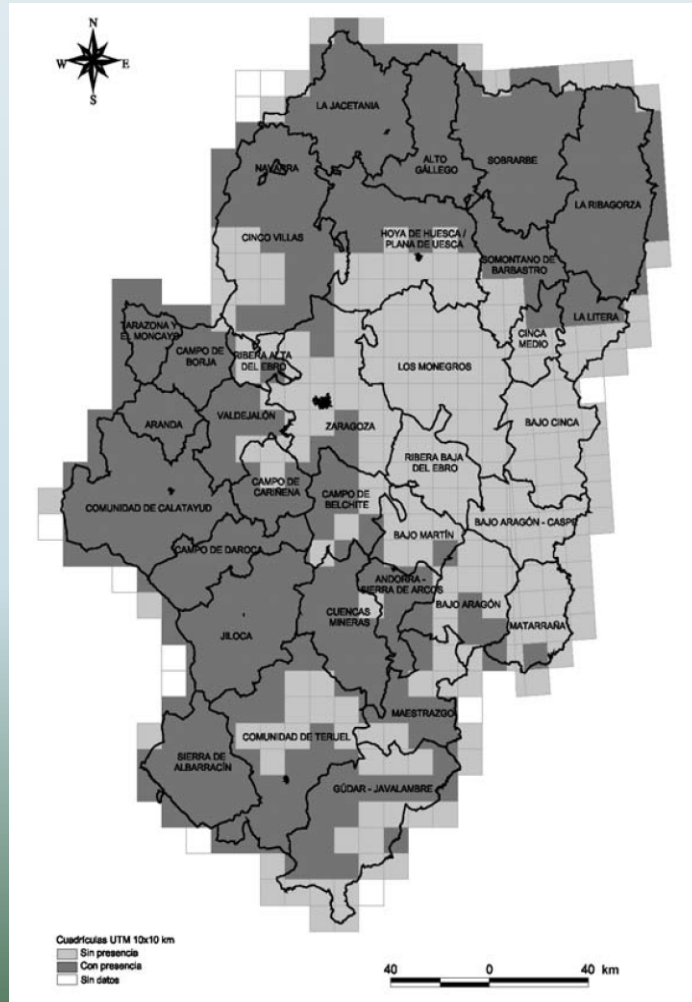 N
W E
S
LA JACETANIA
ALTO
GÁLLEGO
SOBRARBE
NAVARRA
LA RIBAGORZA
CINCO VILLAS
HOYA DE HUESCA /
PLANA DE UESCA
SOMONTANO DE
BARBASTRO
TARAZONA Y
EL MONCAYO
CAMPO DE
BORJA
RIBERA ALTA
DEL EBRO
LOS MONEGROS
CINCA
MEDIO
LA LITERA
ARANDA
VALDEJALÓN
ZARAGOZA
BAJO CINCA
RIBERA BAJA
DEL EBRO
COMUNIDAD DE CALATAYUD
CAMPO DE
CARIÑENA
CAMPO DE
BELCHITE
BAJO ARAGÓN - CASPE
BAJO MARTÍN
CAMPO DE DAROCA
ANDORRA -
SIERRA DE ARCOS
CUENCAS
MINERAS
BAJO ARAGÓN
MATARRAÑA
JILOCA
MAESTRAZGO
COMUNIDAD DE TERUEL
SIERRA DE
ALBARRACÍN
GÚDAR - JAVALAMBRE
Cuadrículas UTM 10x10 km
Sin presencia
Con presencia
Sin datos
40 0 40 km